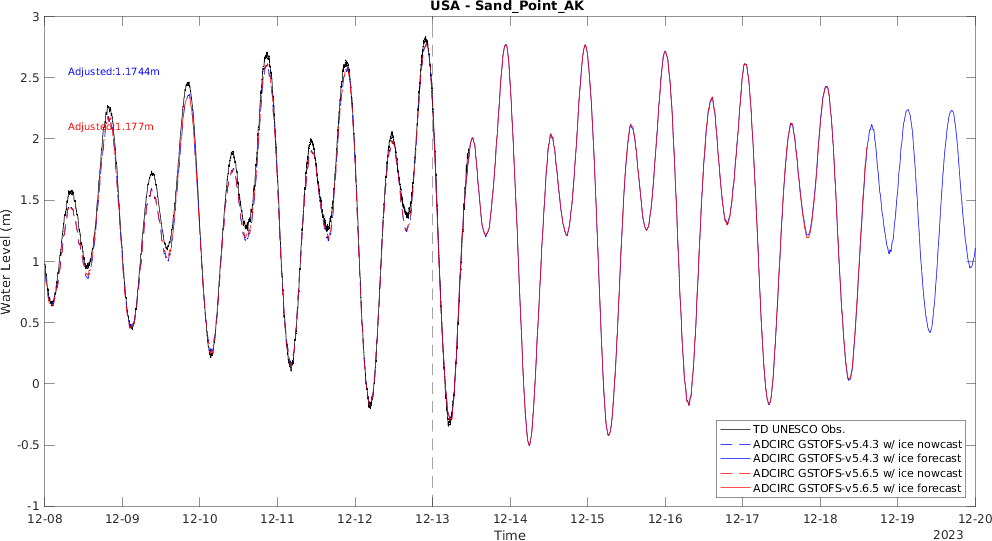 USA - Sand_Point_AK
3
2.5
2
1.5
1
0.5
0
-0.5
-1
Water Level (m)
Adjusted:1.1744m
Adjusted:1.177m
TD UNESCO Obs.
ADCIRC GSTOFS-v5.4.3 w/ ice nowcast
ADCIRC GSTOFS-v5.4.3 w/ ice forecast
ADCIRC GSTOFS-v5.6.5 w/ ice nowcast
ADCIRC GSTOFS-v5.6.5 w/ ice forecast
12-08 12-09 12-10 12-11 12-12 12-13 12-14 12-15 12-16 12-17 12-18 12-19 12-20
Time
2023